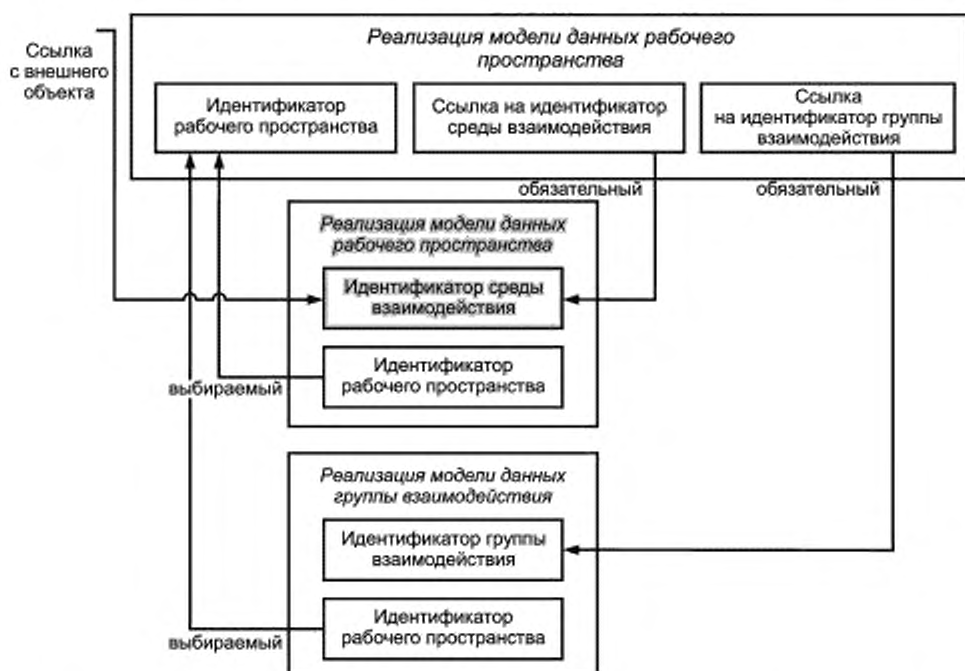 Ссылка
с внешнего
объекта
Реализация модели данных рабочего
пространства
Идентификатор
рабочего пространства
Ссылка на идентификатор
среды взаимодействия
Ссылка
на идентификатор группы
взаимодействия
обязательный
обязательный
Реализация модели данных
рабочего пространства
Идентификатор среды
взаимодействия
Идентификатор
рабочего пространства
выбираемый
Реализация модели данных
группы взаимодействия
Идентификатор группы
взаимодействия
Идентификатор
рабочего пространства
выбираемый